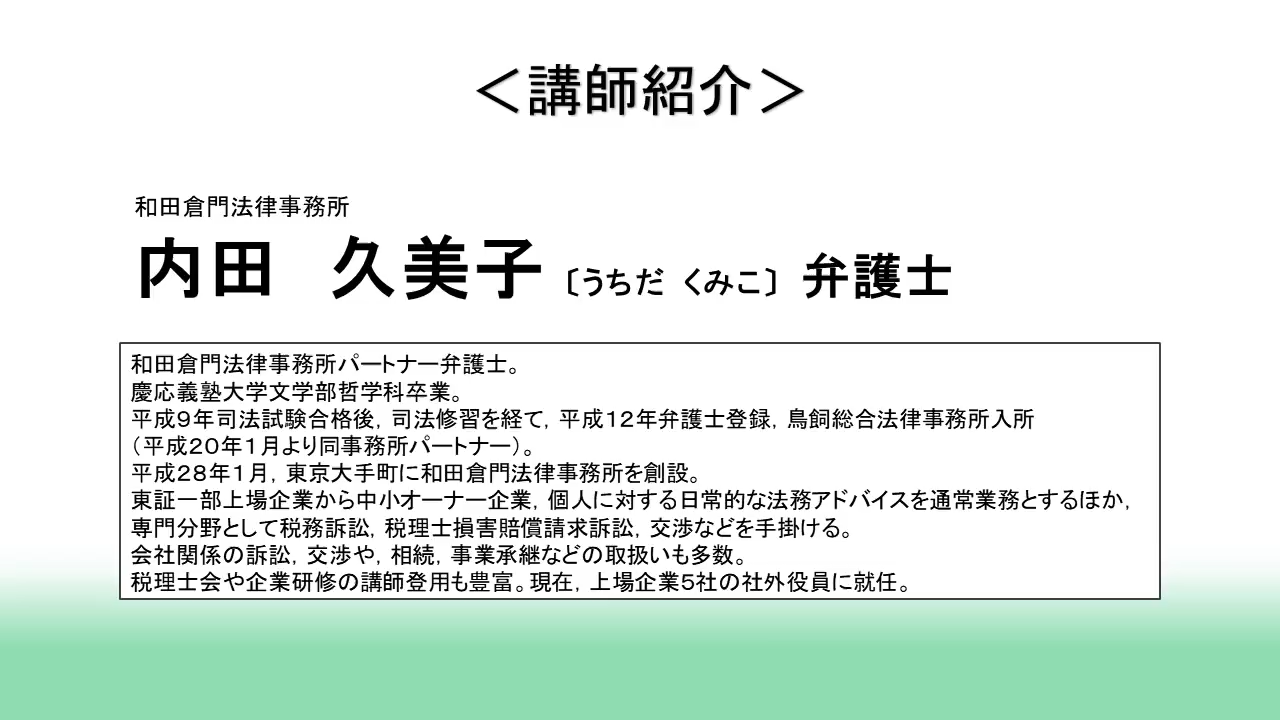 ＜講師紹介＞
和田倉門法律事務所
内田　久美子〔うちだ くみこ〕 弁護士
和田倉門法律事務所パートナー弁護士。
慶応義塾大学文学部哲学科卒業。
平成９年司法試験合格後，司法修習を経て，平成１２年弁護士登録，鳥飼総合法律事務所入所
（平成２０年１月より同事務所パートナー）。
平成２８年１月，東京大手町に和田倉門法律事務所を創設。
東証一部上場企業から中小オーナー企業，個人に対する日常的な法務アドバイスを通常業務とするほか，
専門分野として税務訴訟，税理士損害賠償請求訴訟，交渉などを手掛ける。
会社関係の訴訟，交渉や，相続，事業承継などの取扱いも多数。
税理士会や企業研修の講師登用も豊富。現在，上場企業５社の社外役員に就任。